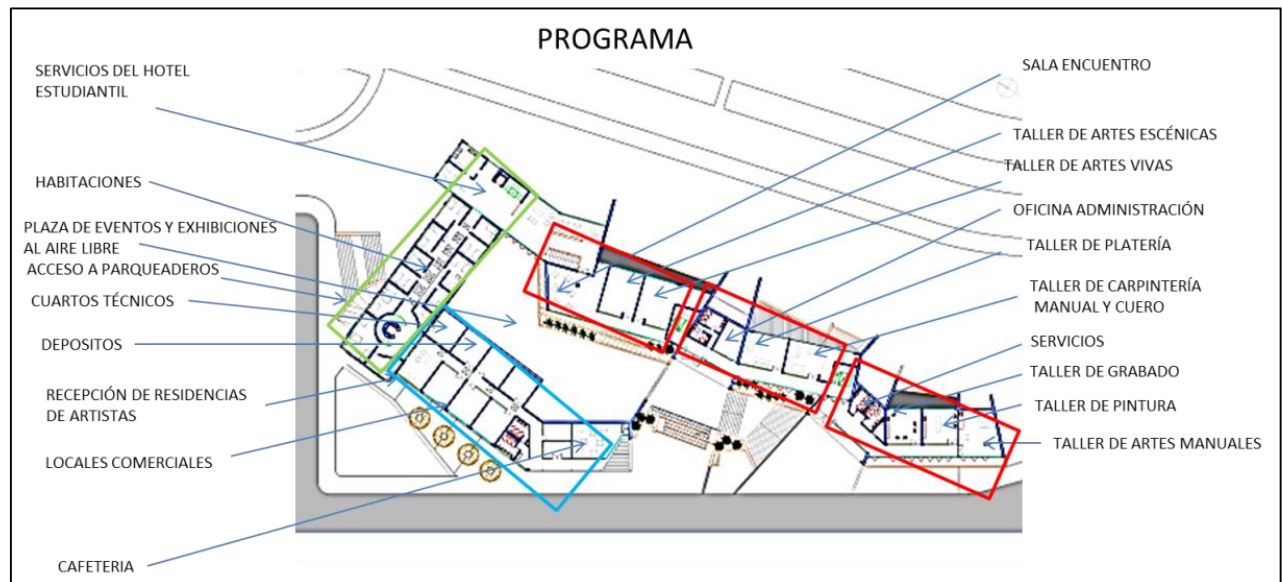 PROGRAMA
SERVICIOS DEL HOTEL
ESTUDIANTIL
HABITACIONES
PLAZA DE EVENTOS Y EXHIBICIONES
AL AIRE LIBRE
ACCESO A PARQUEADEROS
CUARTOS TÉCNICOS
DEPOSITOS
RECEPCIÓN DE RESIDENCIAS
DE ARTISTAS
LOCALES COMERCIALES
CAFETERIA
SALA ENCUENTRO
TALLER DE ARTES ESCÉNICAS
TALLER DE ARTES VIVAS
OFICINA ADMINISTRACIÓN
TALLER DE PLATERÍA
TALLER DE CARPINTERÍA
MANUAL Y CUERO
SERVICIOS
TALLER DE GRABADO
TALLER DE PINTURA
TALLER DE ARTES MANUALES